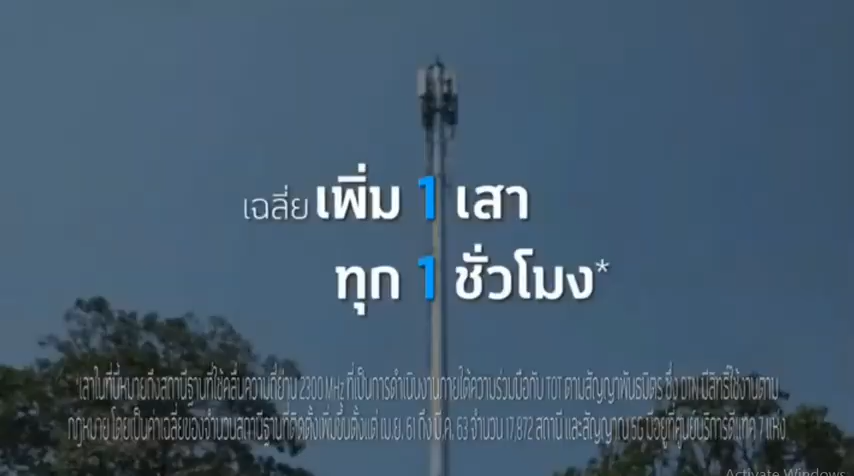 เฉลี่ย เพิ่ม 1 เสา
ทุก 1 ชั่วโมง*
เสาในที่นี้หมายถึงสถานีฐานที่ใช้คลื่นความถี่ย่าน 2300 MHz ที่เป็นการดำเนินงานภายใต้ความร่วมมือกับ TOT ตามสัญญาพันธมิตร ซึ่ง มีสิทธิ์ใช้งานตาม
กฎหมาย โดยเป็นค่าเฉลี่ยของจำนวนสถานีฐานที่ติดตั้งเพิ่มขึ้นตั้งแต่ เม.ย. 61 ถึง มี.ค. 63 จำนวน 17,872 สถานี และสัญญาณ 5G มีอยู่ที่ศูนย์บริการดีแทค 7 แห่ง
Activate Windows